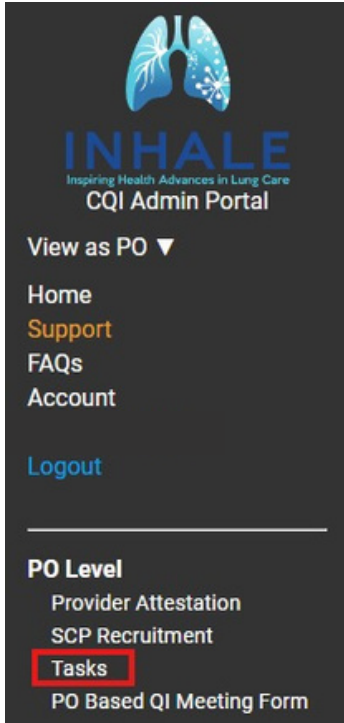 INHALE
Inspiring Health Advances in Lung Care
CQI Admin Portal
View as PO ▼
Home
Support
FAQs
Account
Logout
PO Level
Provider Attestation
SCP Recruitment
Tasks
PO Based QI Meeting Form